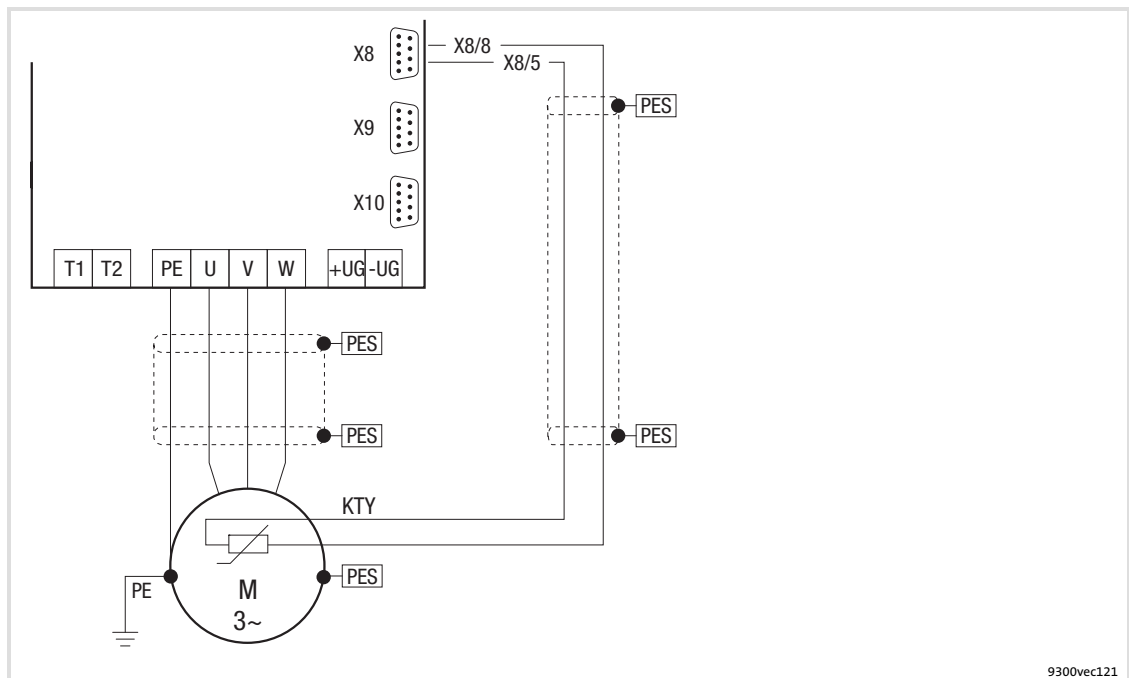 X8
X8/8
X8/5
PES
X9
X10
T1 T2 PE U V W +UG -UG
PES
PES
PES
KTY
PE
M
3~
PES
9300vec121